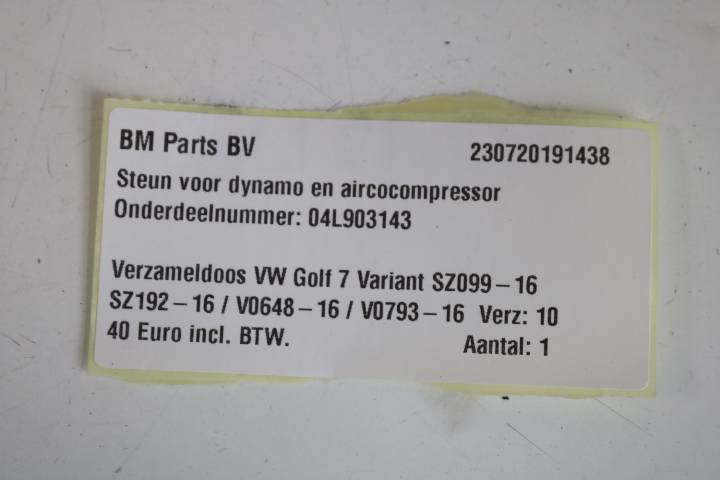 BM Parts BV 230720191438
Steun voor dynamo en aircocompressor
Onderdeelnummer: 04L903143
Verzameldoos VW Golf 7 Variant SZ099-16
SZ192-16 / V0648-16 / V0793-16 Verz: 10
40 Euro incl. BTW. Aantal: 1